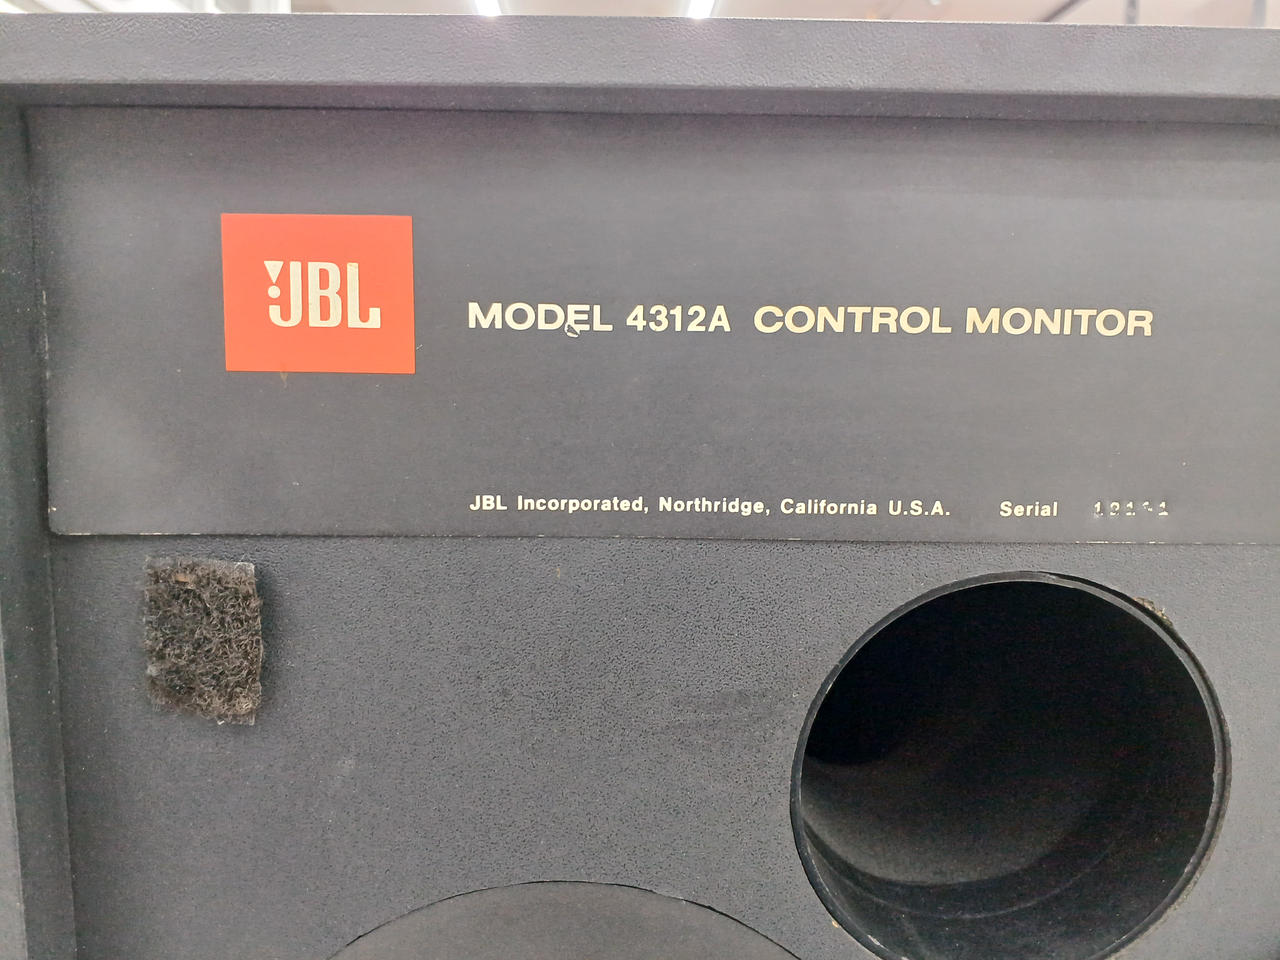 JBL
MODEL 4312A CONTROL MONITOR
JBL Incorporated, Northridge, California U.S.A. Serial